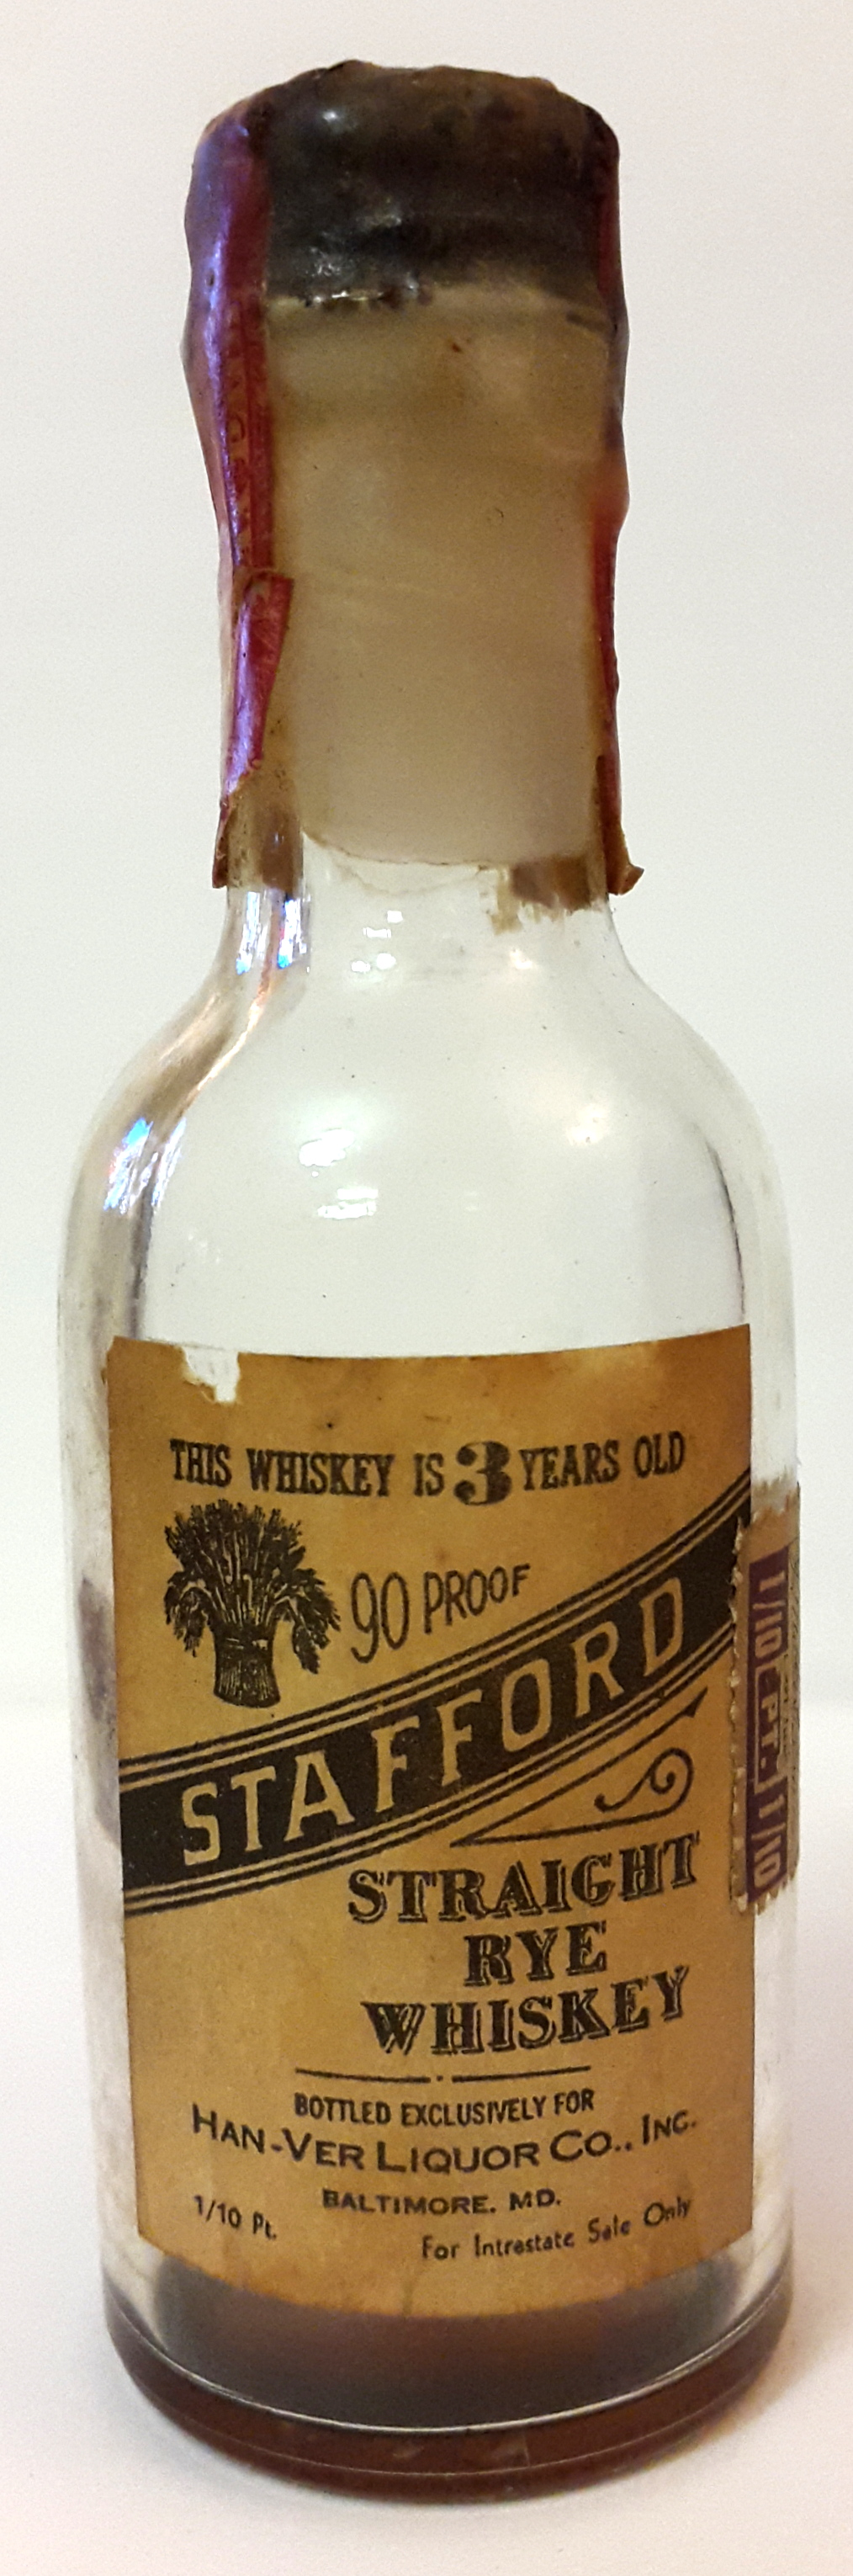 THIS WHISKEY IS 3 YEARS OLD
90 PROOF
STAFFORD
STRAIGHT
RYE
WHISKEY
BOTTLED EXCLUSIVELY FOR
HAN-VER LIQUOR CO., INC.
BALTIMORE, MD.
1/10 Pt.
For Intrestate Sale Only
1/10 PT. 1/10